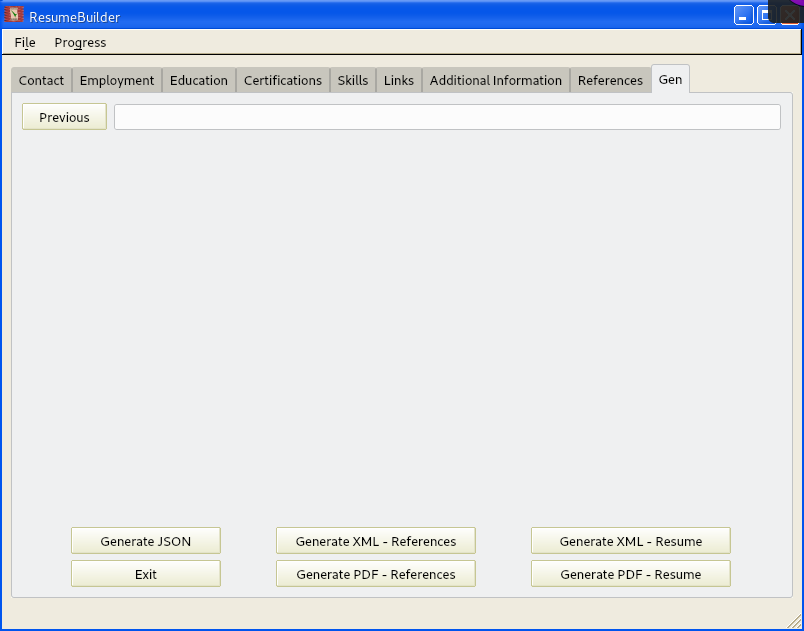 ResumeBuilder
File Progress
Contact Employment Education Certifications Skills Links Additional Information References Gen
Previous
Generate JSON Generate XML - References Generate XML - Resume
Exit Generate PDF - References Generate PDF - Resume